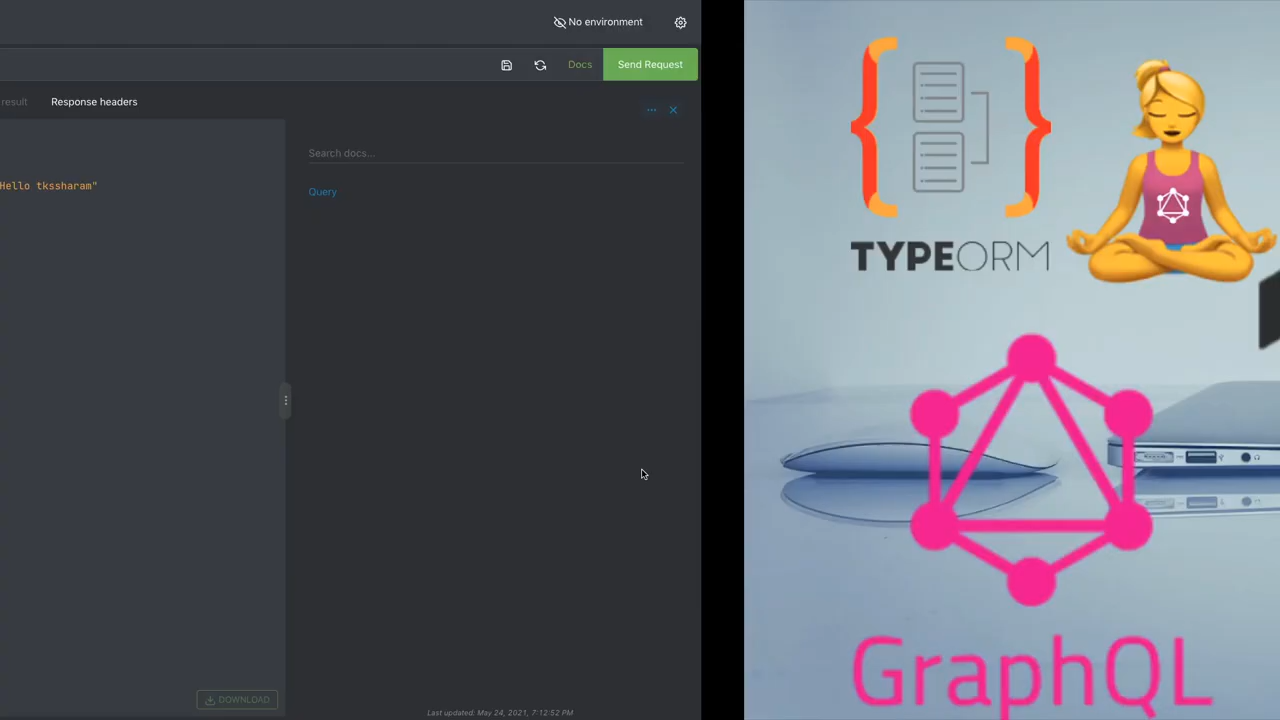 No environment
Docs
Send Request
result
Response headers
Search docs...
Query
Hello tkssharam"
DOWNLOAD
Last updated: May 24, 2021, 7:12:52 PM
TYPEORM
GraphQL